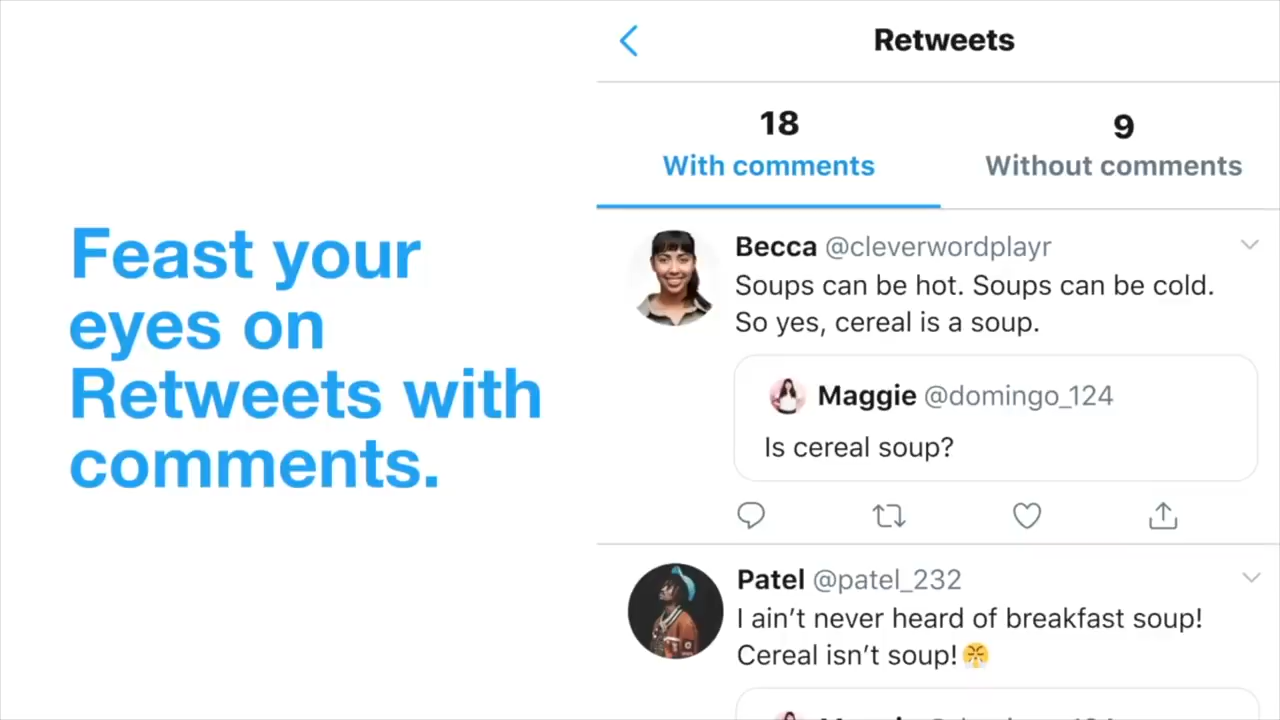 Feast your
eyes on
Retweets with
comments.
Retweets
18
With comments
9
Without comments
Becca @cleverwordplayr
Soups can be hot. Soups can be cold.
So yes, cereal is a soup.
Maggie @domingo_124
Is cereal soup?
Patel @patel_232
I ain’t never heard of breakfast soup!
Cereal isn’t soup!😤